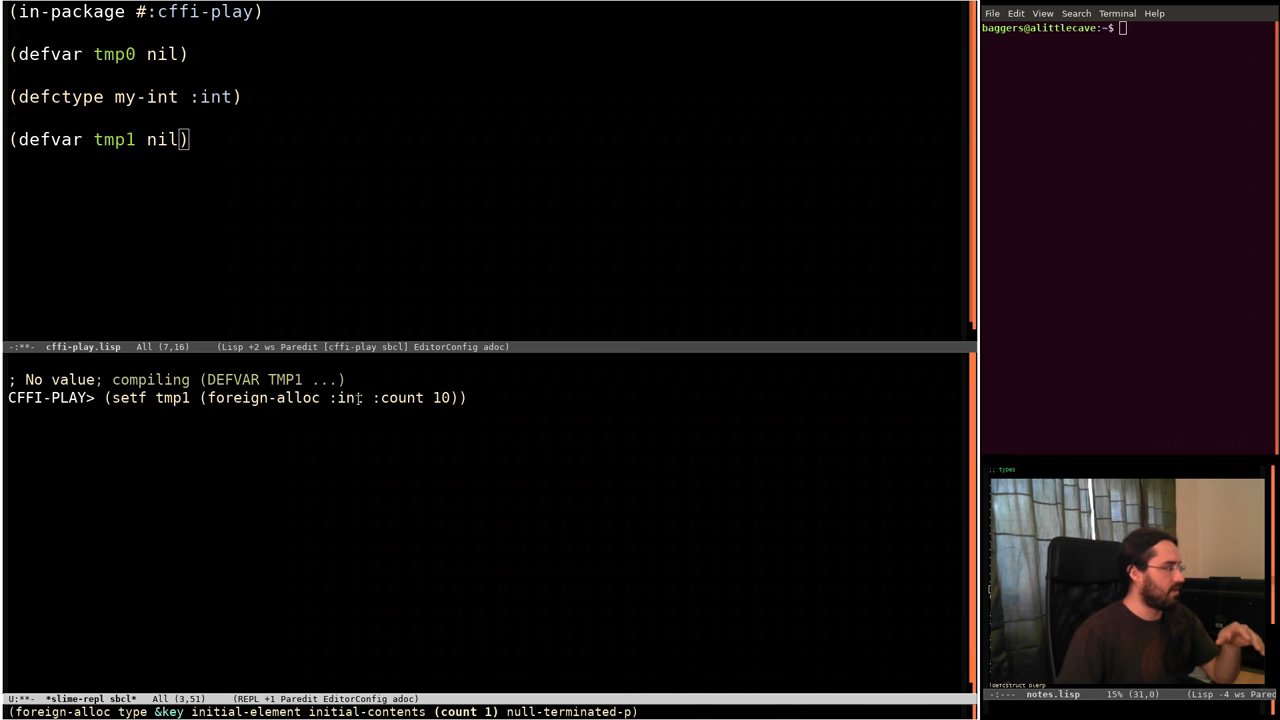 (in-package #:cffi-play)
(defvar tmp0 nil)
(defctype my-int :int)
(defvar tmp1 nil)
-:**-  cffi-play.lisp   All (7,16)     (Lisp +2 ws Paredit [cffi-play sbcl] EditorConfig adoc)
; No value; compiling (DEFVAR TMP1 ...)
CFFI-PLAY> (setf tmp1 (foreign-alloc :int :count 10))
U:**-  *slime-repl sbcl*   All (3,51)     (REPL +1 Paredit EditorConfig adoc)
(foreign-alloc type &key initial-element initial-contents (count 1) null-terminated-p)
File Edit View Search Terminal Help
baggers@alittlecave:~$
;; types
-:---  notes.lisp     15% (31,0)     (Lisp -4 ws Pared